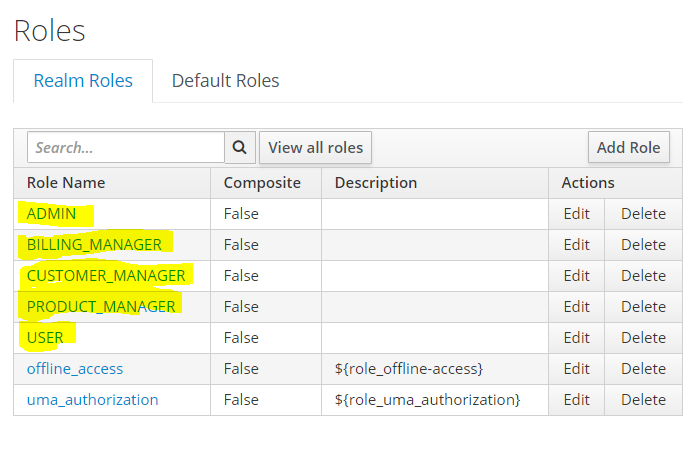 Roles
Realm Roles Default Roles
Search... View all roles Add Role
Role Name Composite Description Actions
ADMIN False Edit Delete
BILLING_MANAGER False Edit Delete
CUSTOMER_MANAGER False Edit Delete
PRODUCT_MANAGER False Edit Delete
USER False Edit Delete
offline_access False ${role_offline-access} Edit Delete
uma_authorization False ${role_uma_authorization} Edit Delete